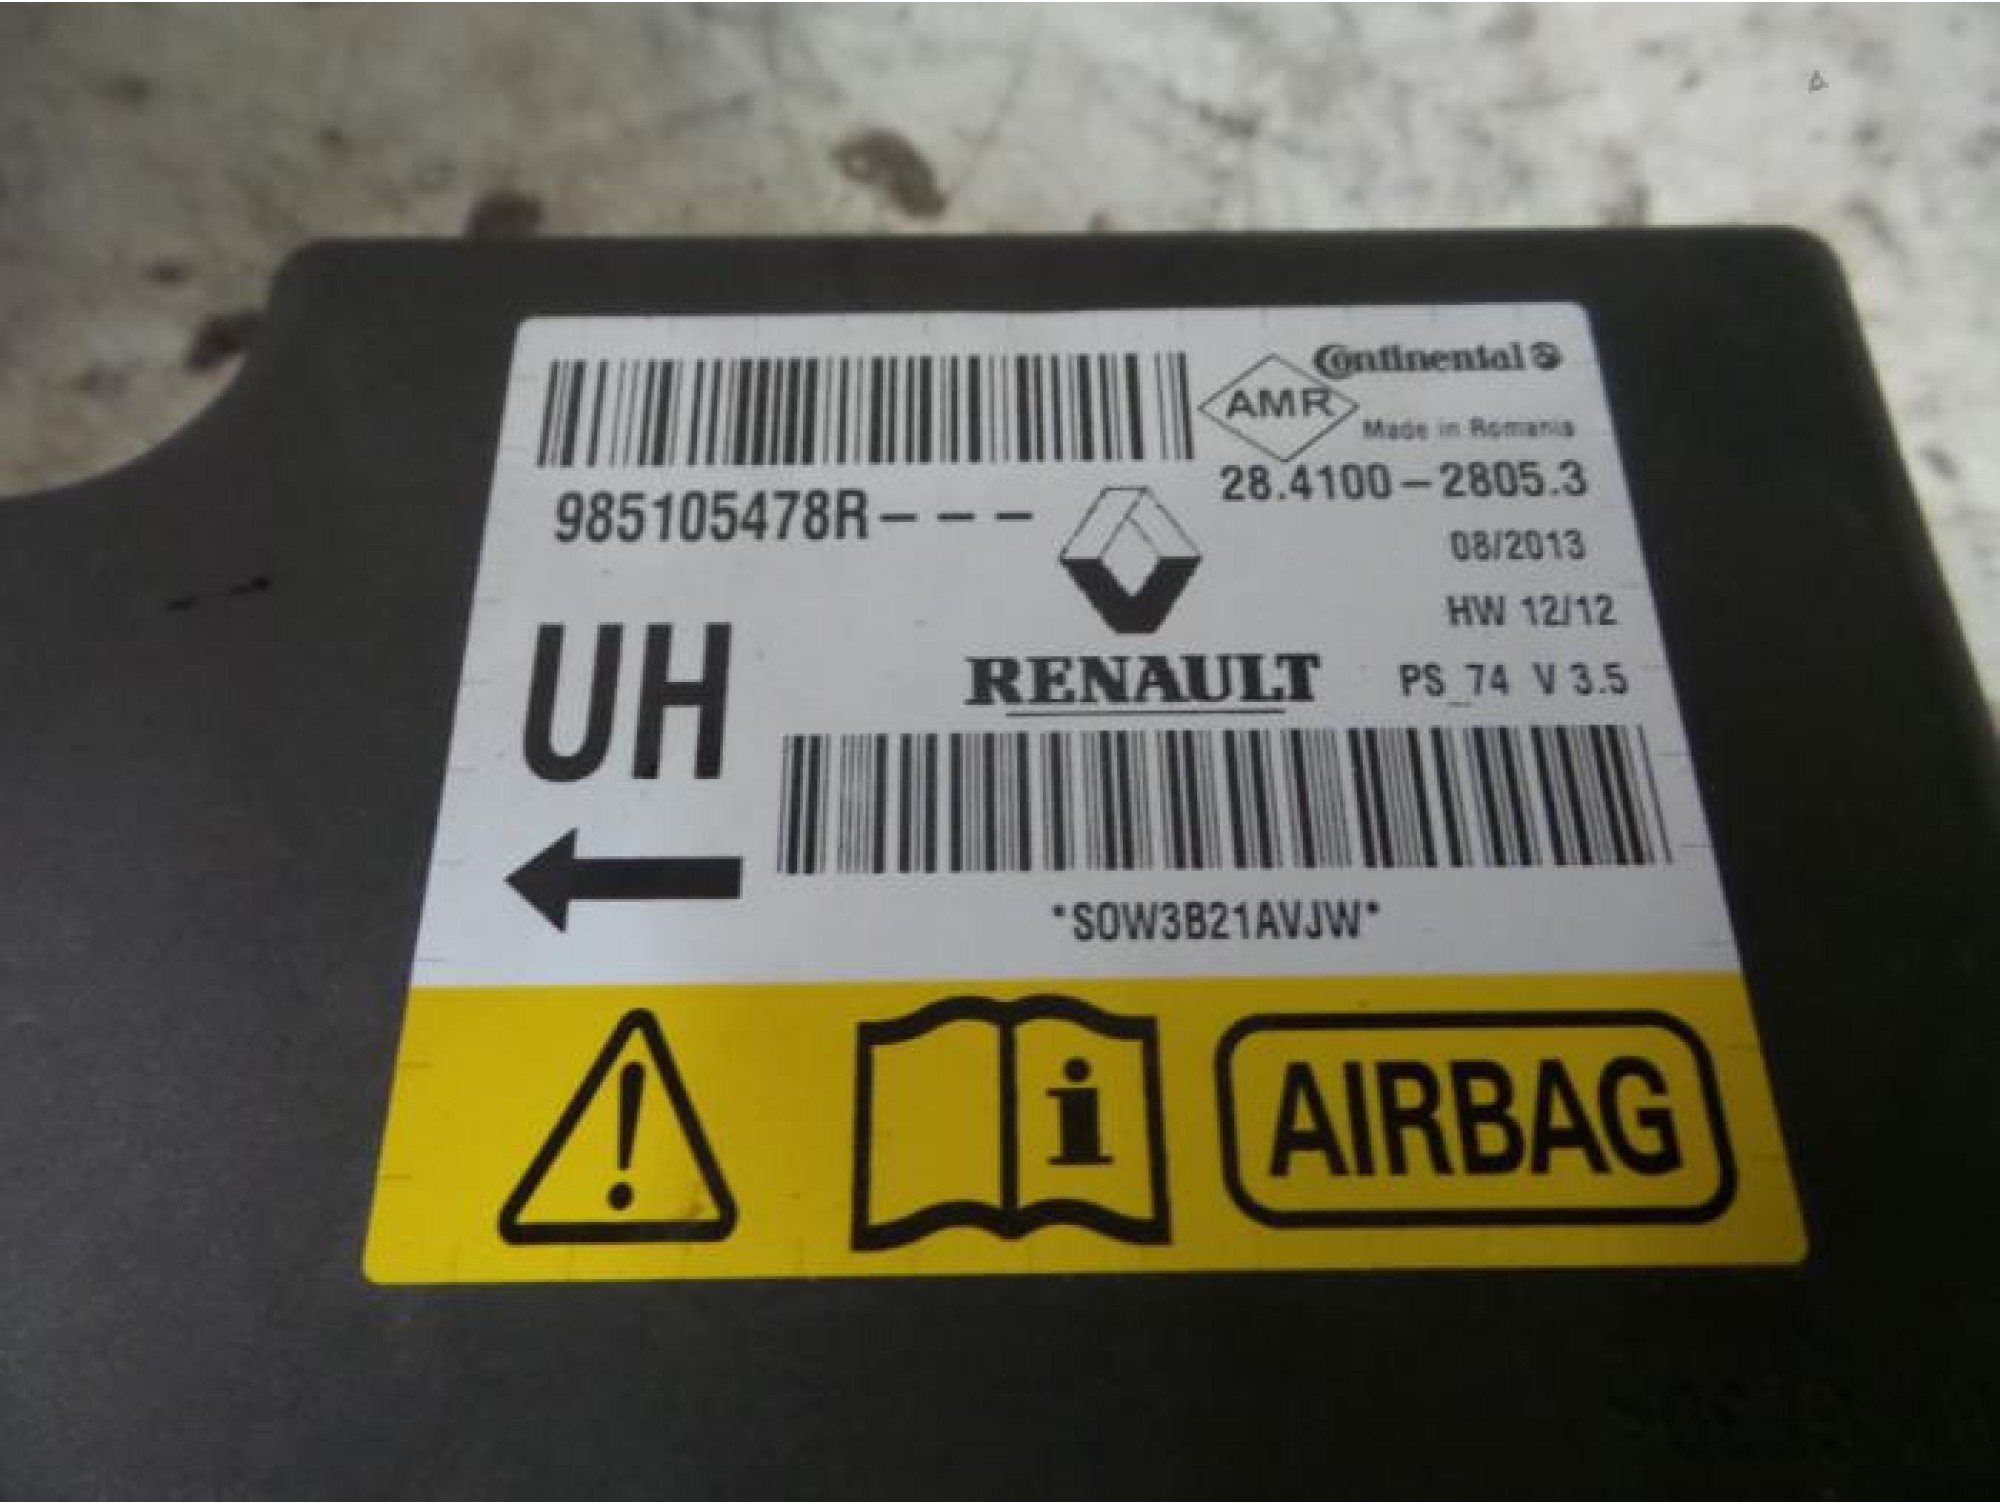 Continental
AMR
Made in Romania
28.4100-2805.3
985105478R---
08/2013
HW 12/12
UH
RENAULT
PS_74 V 3.5
*S0W3B21AVJW*
! i AIRBAG